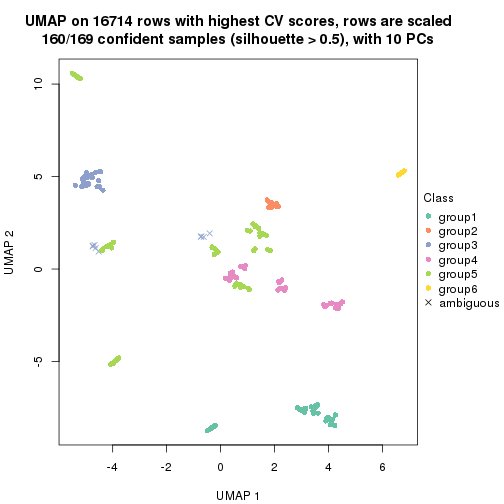 UMAP on 16714 rows with highest CV scores, rows are scaled
160/169 confident samples (silhouette > 0.5), with 10 PCs
UMAP 2
10
5
0
-5
-4
-2
0
2
4
6
UMAP 1
Class
group1
group2
group3
group4
group5
group6
ambiguous